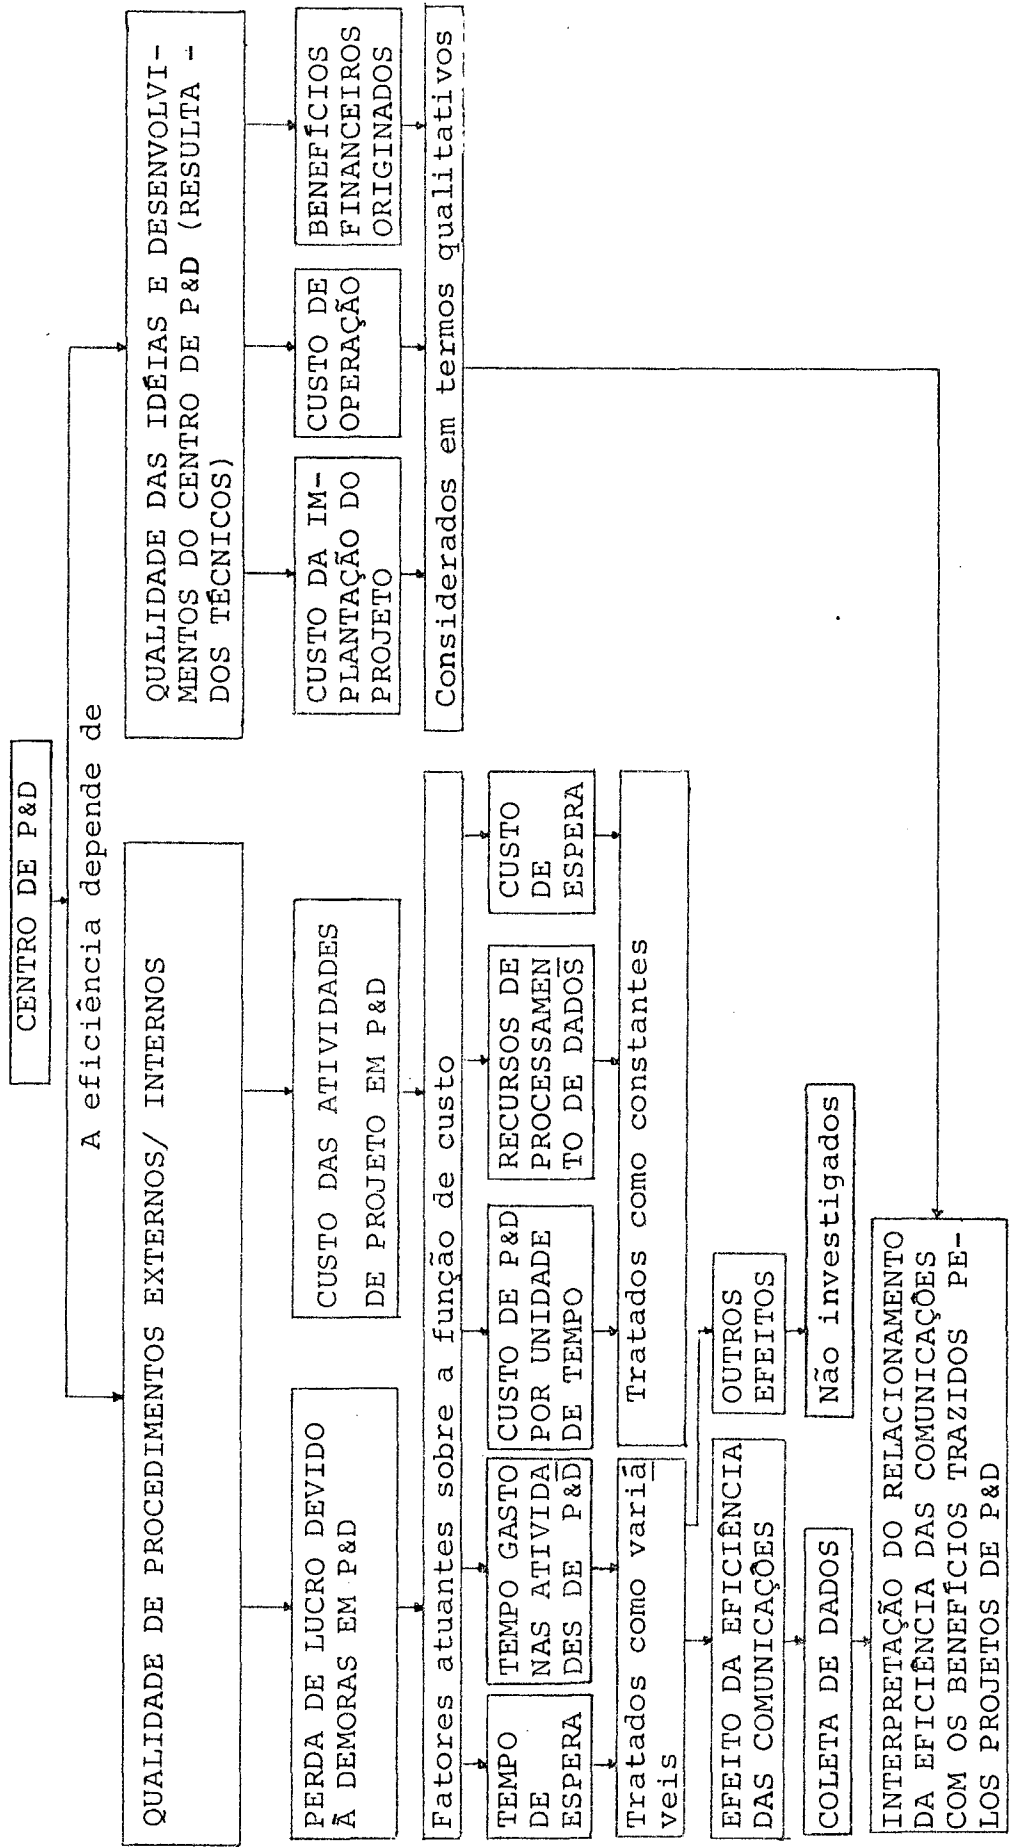 CENTRO DE P&D
A eficiência depende de
QUALIDADE DE PROCEDIMENTOS EXTERNOS/ INTERNOS
QUALIDADE DAS IDÉIAS E DESENVOLVI-
MENTOS DO CENTRO DE P&D (RESULTA -
DOS TÉCNICOS)
PERDA DE LUCRO DEVIDO
À DEMORAS EM P&D
CUSTO DAS ATIVIDADES
DE PROJETO EM P&D
CUSTO DA IM-
PLANTAÇÃO DO
PROJETO
CUSTO DE
OPERAÇÃO
BENEFÍCIOS
FINANCEIROS
ORIGINADOS
Fatores atuantes sobre a função de custo
Considerados em termos qualitativos
TEMPO
DE
ESPERA
TEMPO GASTO
NAS ATIVIDA
DES DE P&D
CUSTO DE P&D
POR UNIDADE
DE TEMPO
RECURSOS DE
PROCESSAMEN
TO DE DADOS
CUSTO
DE
ESPERA
Tratados como variá
veis
Tratados como constantes
EFEITO DA EFICIÊNCIA
DAS COMUNICAÇÕES
OUTROS
EFEITOS
COLETA DE DADOS
Não investigados
INTERPRETAÇÃO DO RELACIONAMENTO
DA EFICIÊNCIA DAS COMUNICAÇÕES
COM OS BENEFÍCIOS TRAZIDOS PE-
LOS PROJETOS DE P&D